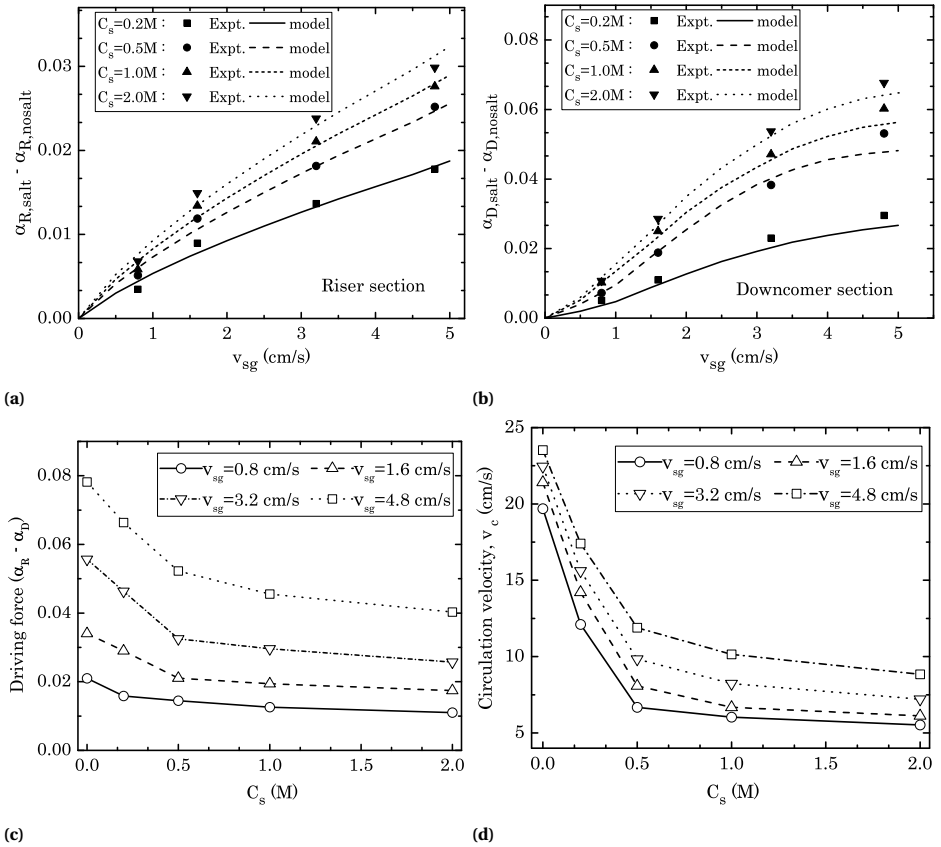 C_s=0.2M : Expt. model
C_s=0.5M : Expt. model
C_s=1.0M : Expt. model
C_s=2.0M : Expt. model
0.03
0.02
0.01
0.00
α_R,salt - α_R,nosalt
Riser section
0 1 2 3 4 5
v_sg (cm/s)
(a)
C_s=0.2M : Expt. model
C_s=0.5M : Expt. model
C_s=1.0M : Expt. model
C_s=2.0M : Expt. model
0.08
0.06
0.04
0.02
0.00
α_D,salt - α_D,nosalt
Downcomer section
0 1 2 3 4 5
v_sg (cm/s)
(b)
v_sg=0.8 cm/s v_sg=1.6 cm/s
v_sg=3.2 cm/s v_sg=4.8 cm/s
0.08
0.06
0.04
0.02
0.00
Driving force (α_R - α_D)
0.0 0.5 1.0 1.5 2.0
C_s (M)
(c)
v_sg=0.8 cm/s v_sg=1.6 cm/s
v_sg=3.2 cm/s v_sg=4.8 cm/s
25
20
15
10
5
Circulation velocity, v_c (cm/s)
0.0 0.5 1.0 1.5 2.0
C_s (M)
(d)